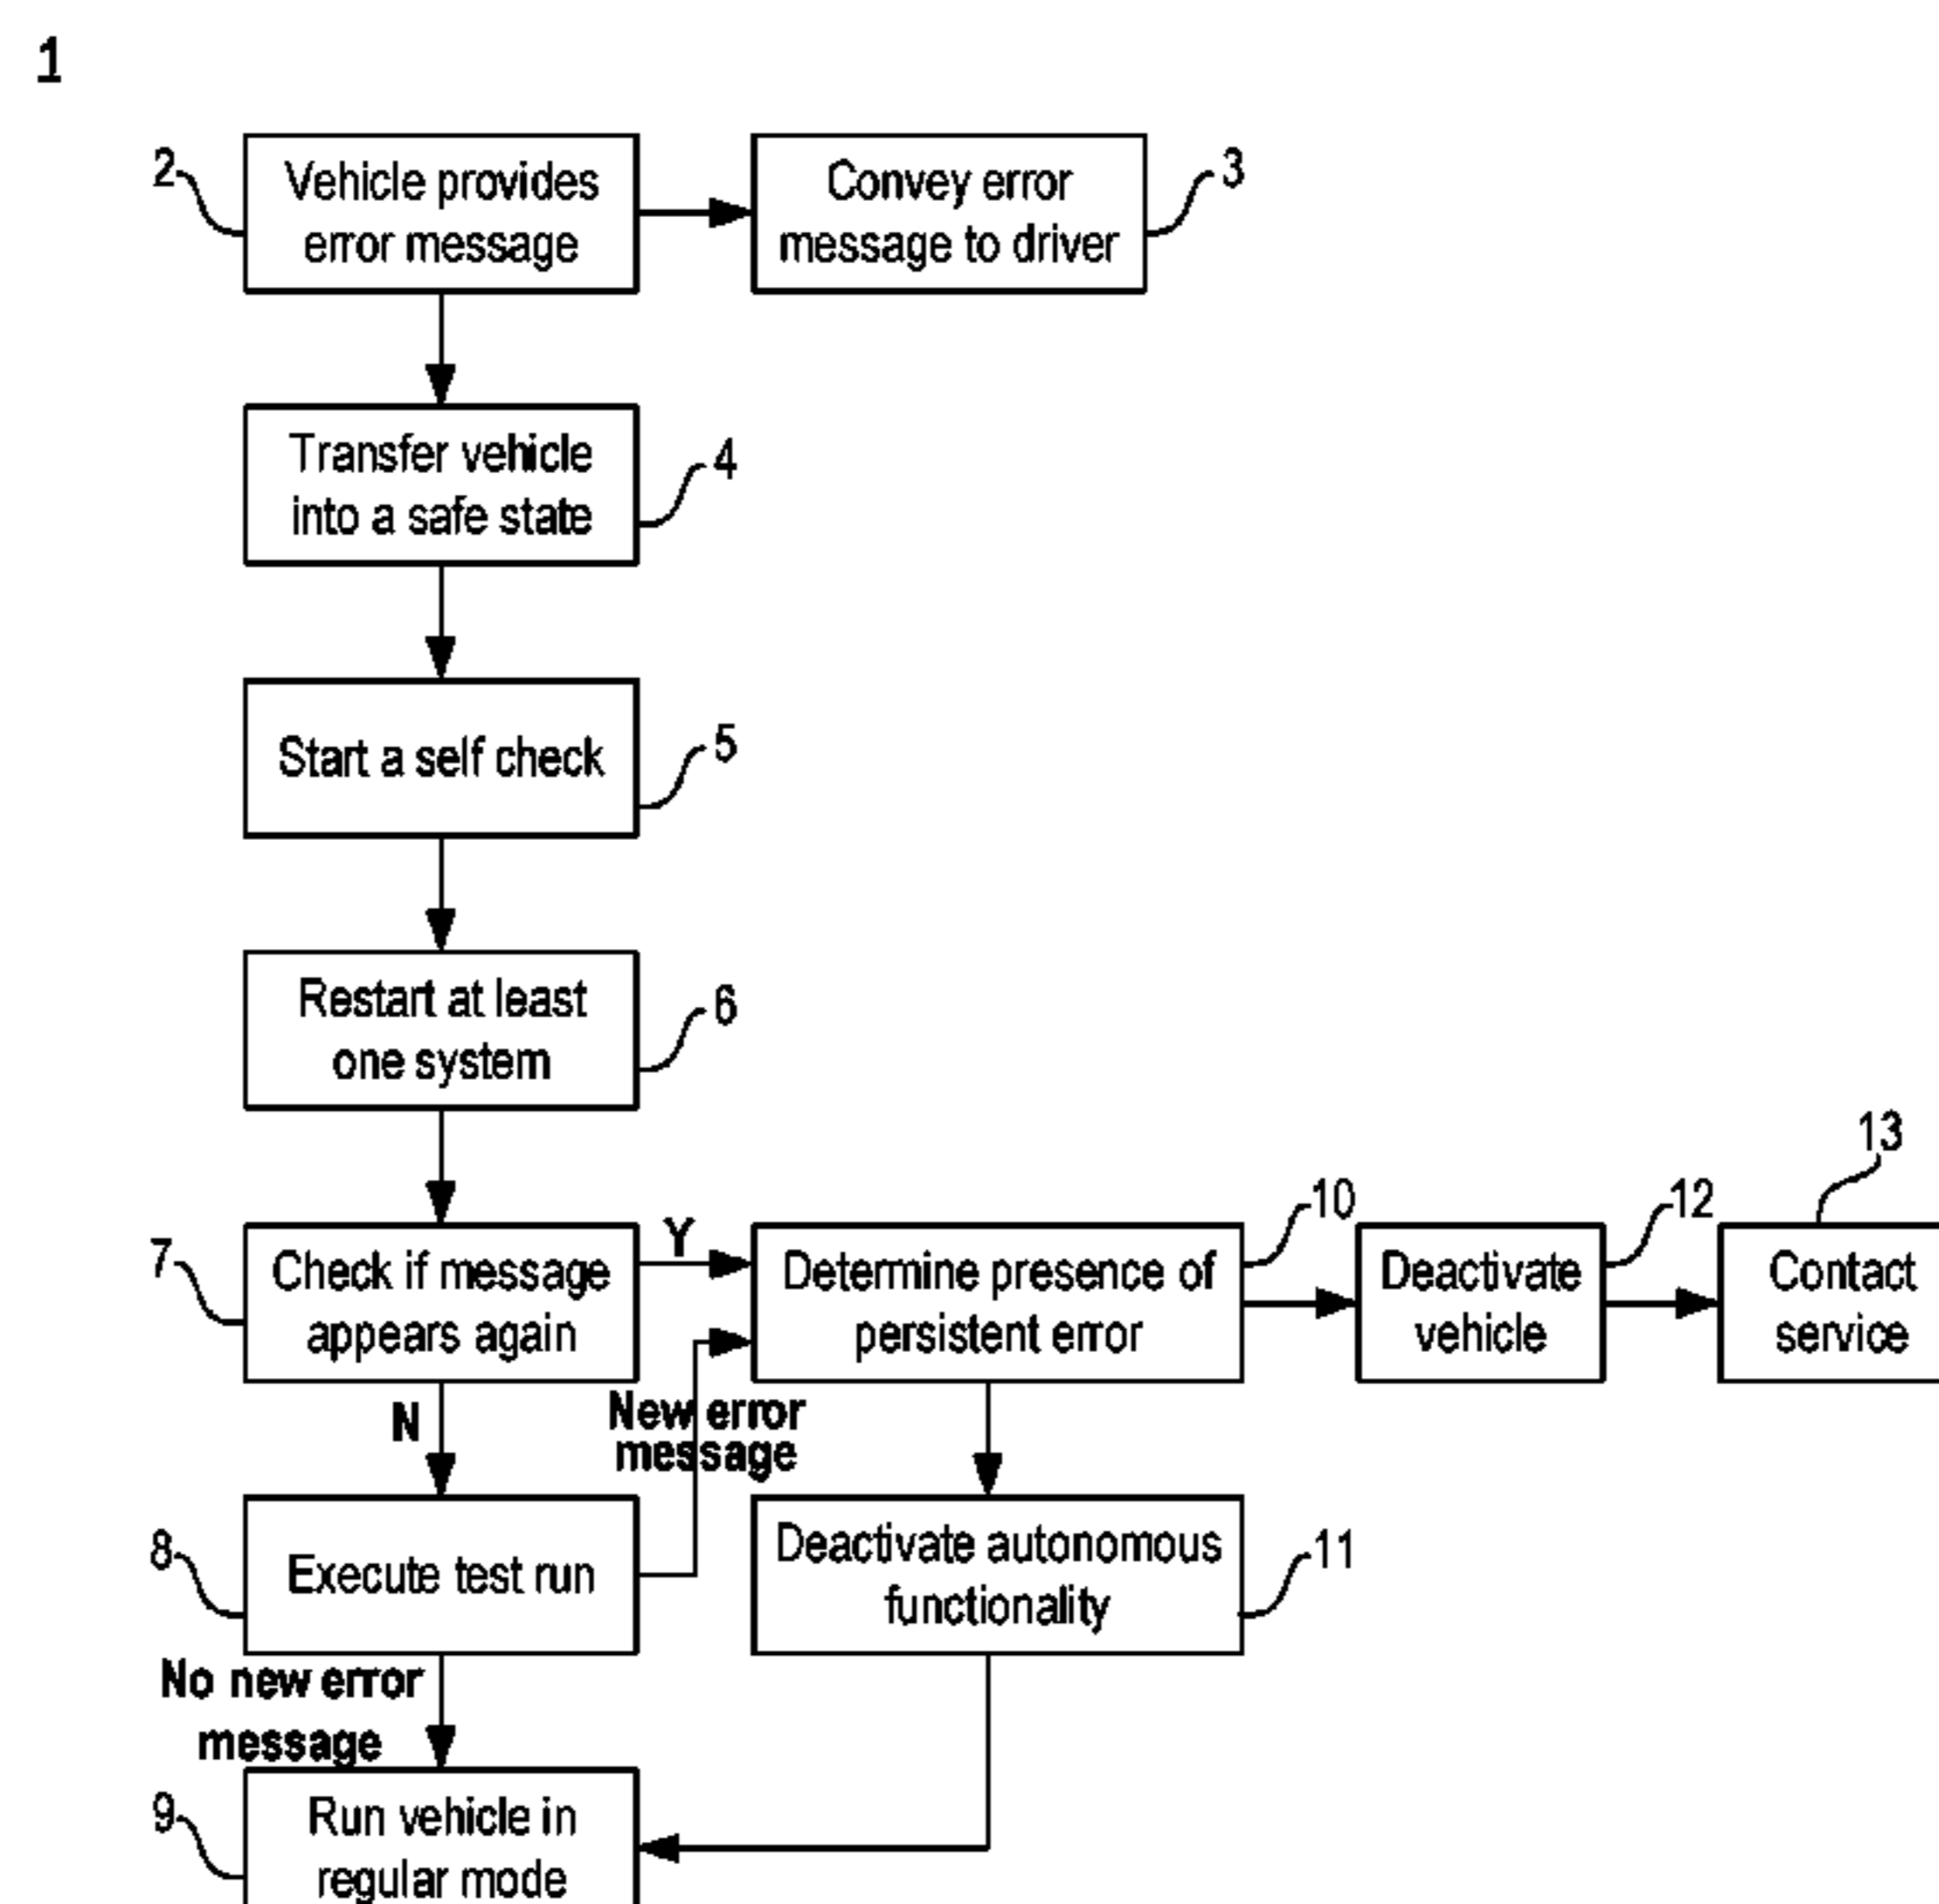 1
2
Vehicle provides
error message
Convey error
message to driver
3
Transfer vehicle
into a safe state
4
Start a self check
5
Restart at least
one system
6
7
Check if message
appears again
Y
Determine presence of
persistent error
10
Deactivate
vehicle
12
13
Contact
service
N
New error
message
8
Execute test run
Deactivate autonomous
functionality
11
No new error
message
9
Run vehicle in
regular mode